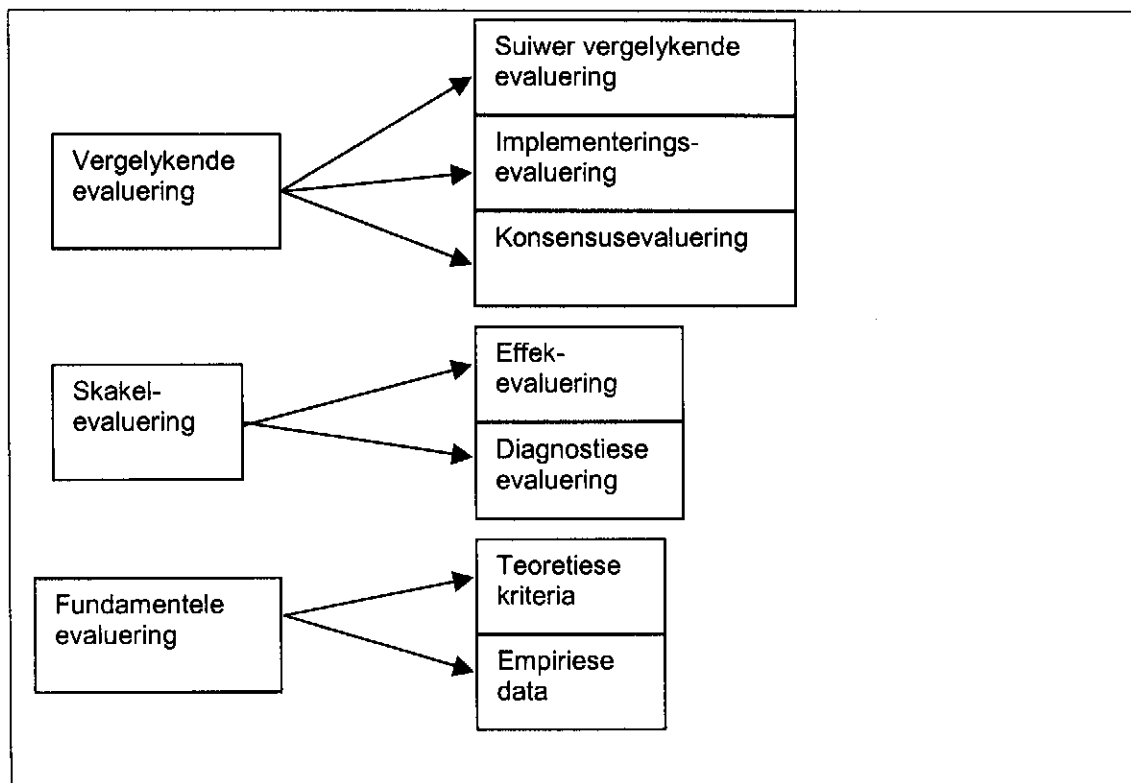 Vergelykende
evaluering
Suiwer vergelykende
evaluering
Implementerings-
evaluering
Konsensusevaluering
Skakel-
evaluering
Effek-
evaluering
Diagnostiese
evaluering
Fundamentele
evaluering
Teoretiese
kriteria
Empiriese
data